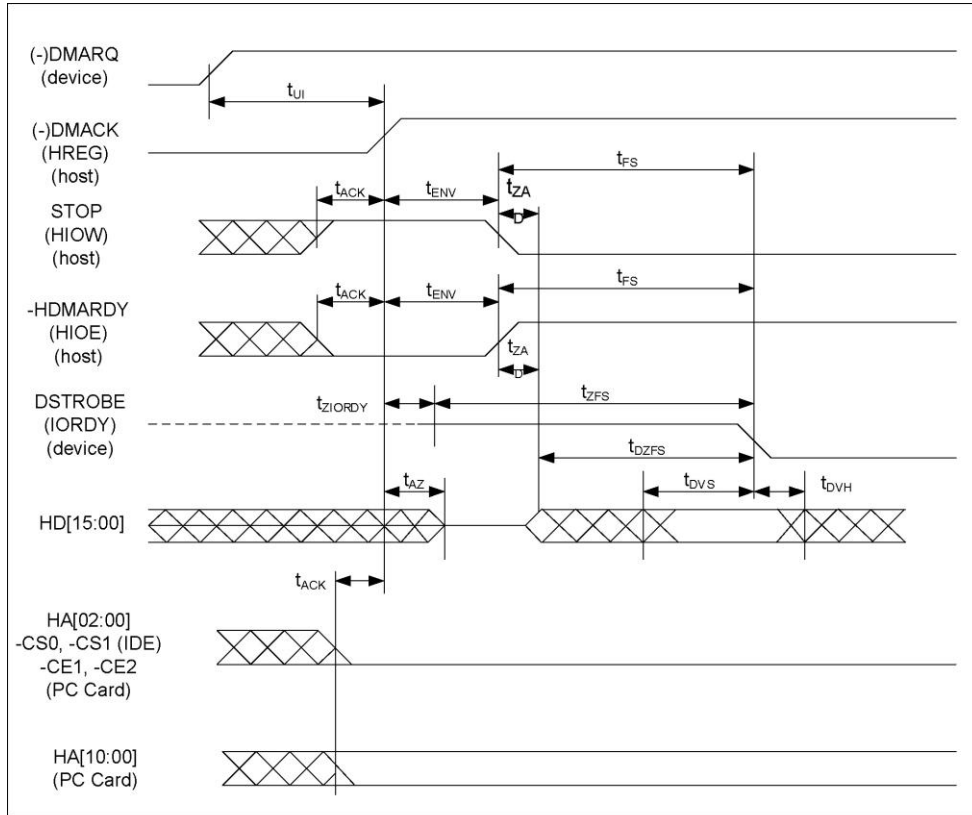 (-)DMARQ
(device)
tUI
(-)DMACK
(HREG)
(host)
tFS
tACK
tENV
tZA
D
STOP
(HIOW)
(host)
tFS
tACK
tENV
-HDMARDY
(HIOE)
(host)
tZA
D
DSTROBE
(IORDY)
(device)
tZIORDY
tZFS
tDZFS
tAZ
tDVS
tDVH
HD[15:00]
tACK
HA[02:00]
-CS0, -CS1 (IDE)
-CE1, -CE2
(PC Card)
HA[10:00]
(PC Card)